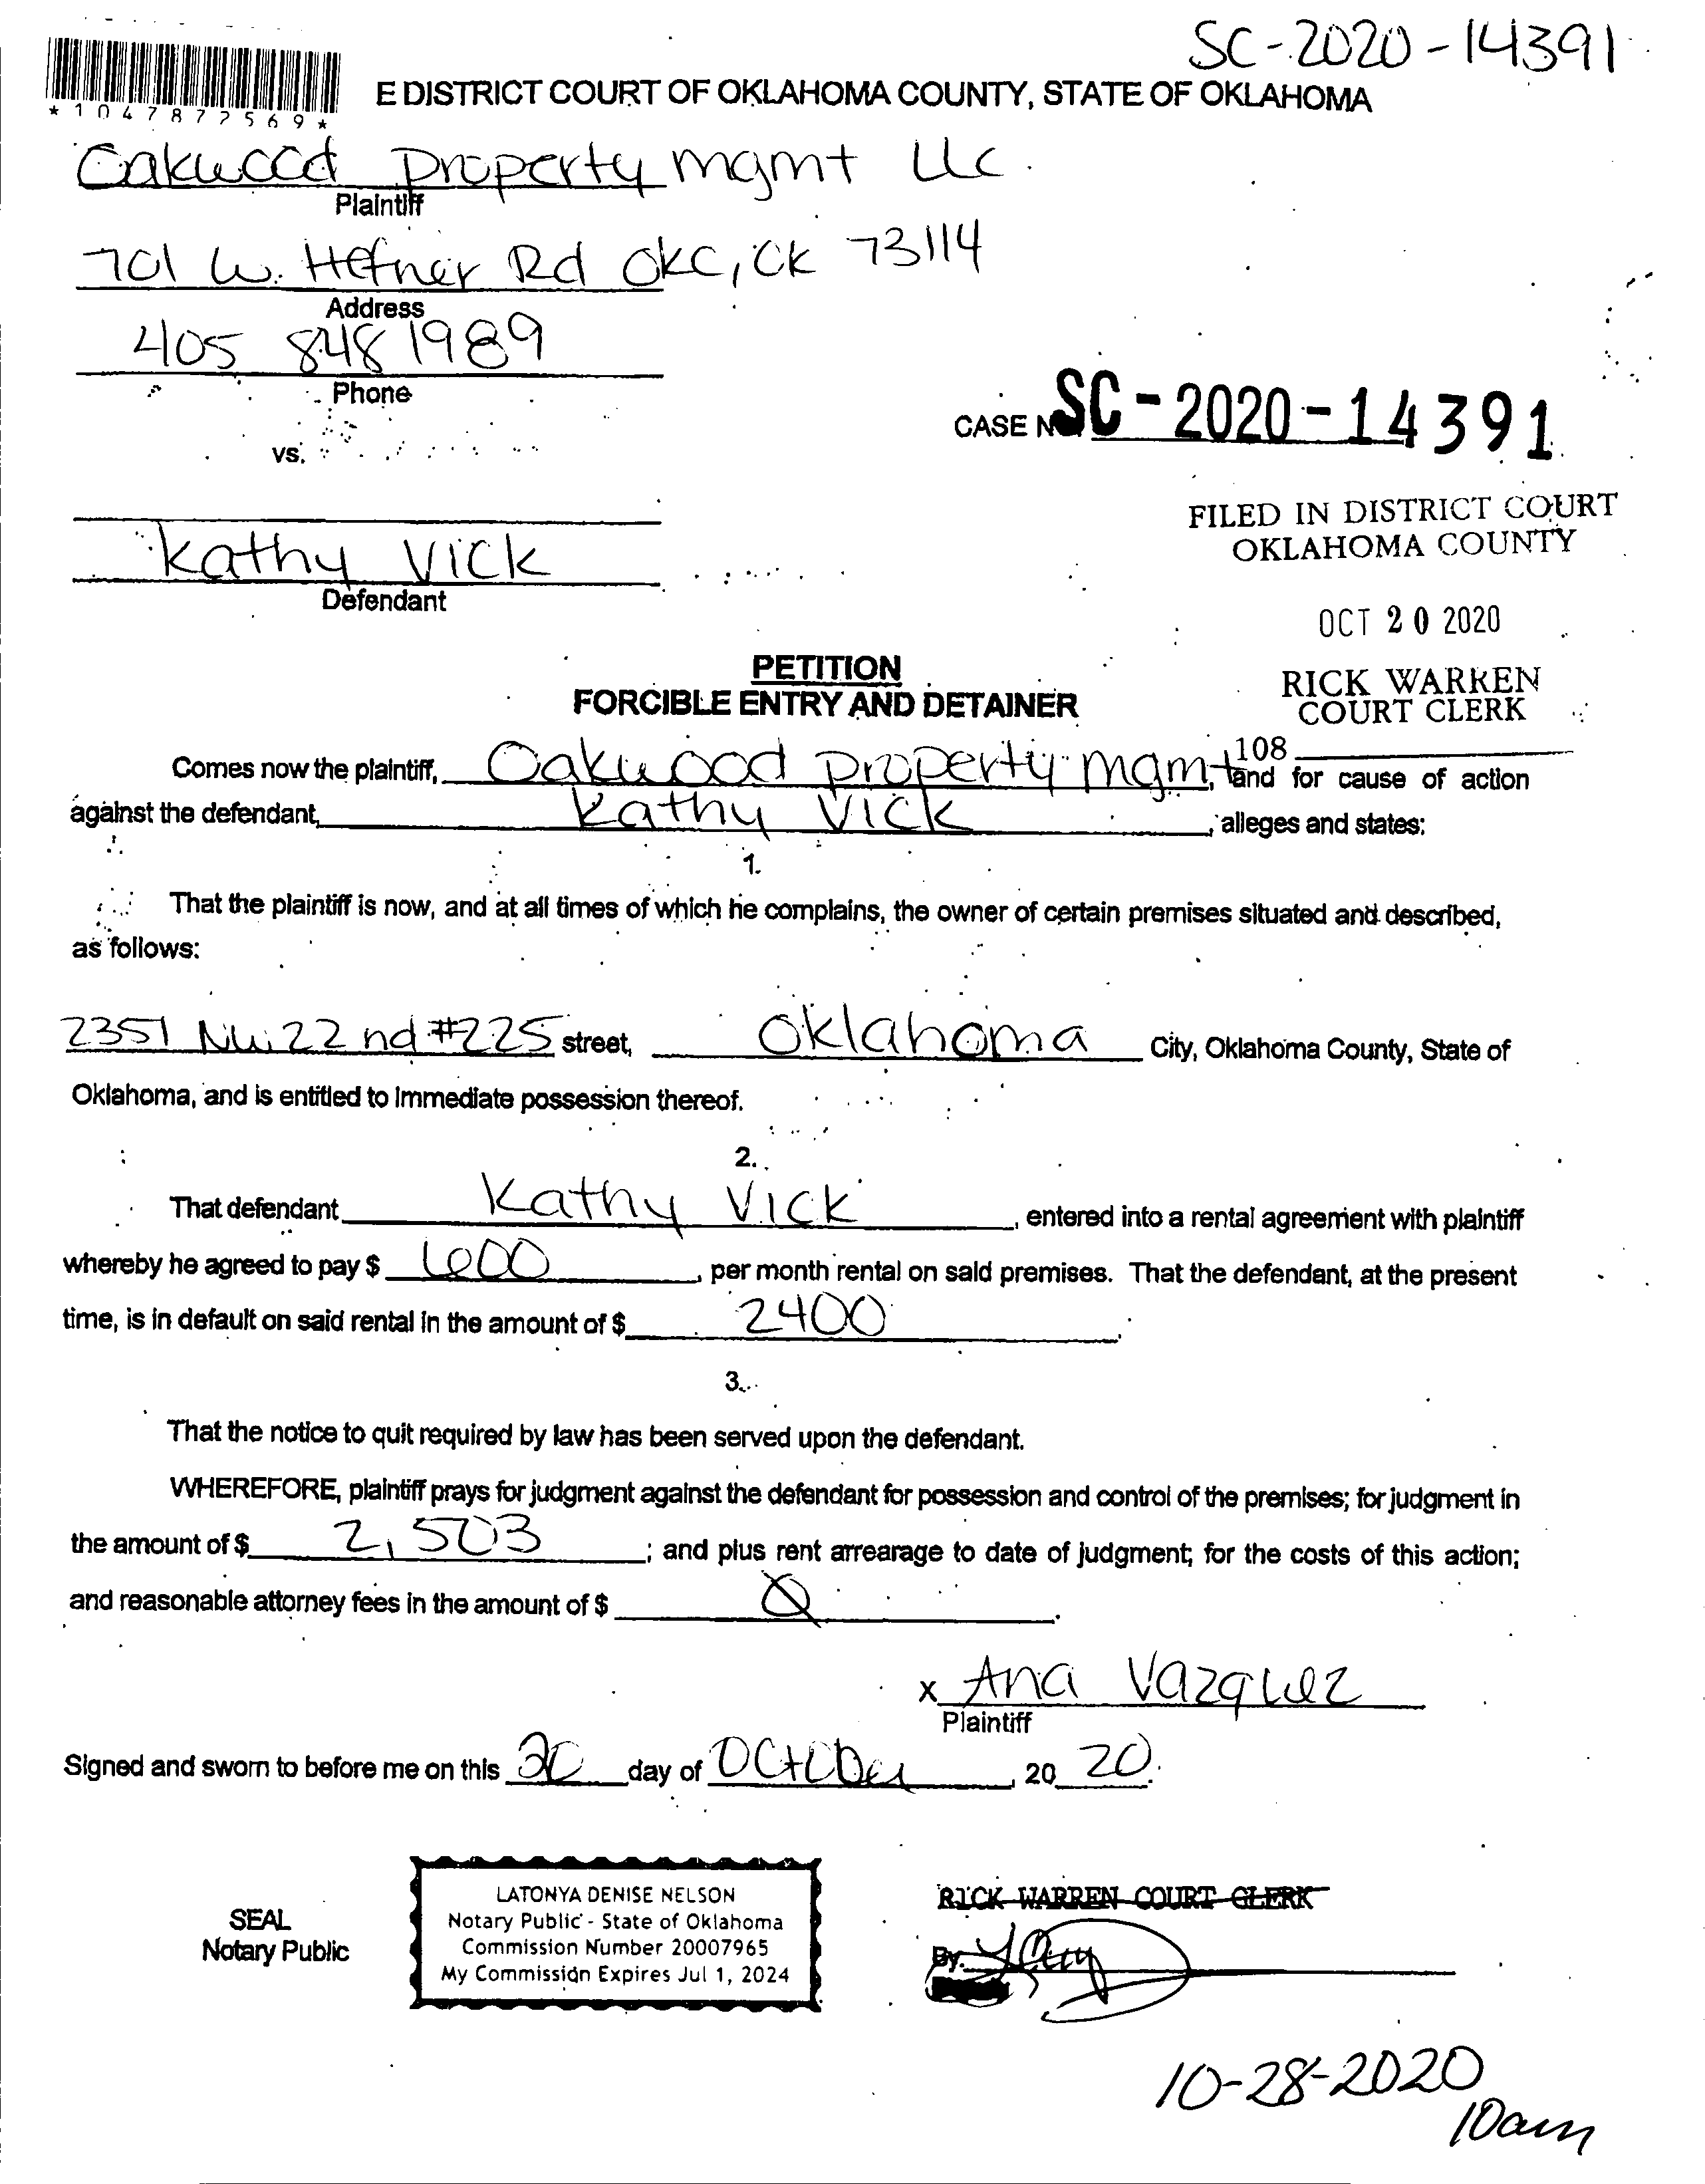 SC-2020-14391
*1047877569*
E DISTRICT COURT OF OKLAHOMA COUNTY, STATE OF OKLAHOMA
Oakwood property mgmt LLc.
Plaintiff
701 W. Hefner Rd OKC, OK 73114
Address
405 848 1989
Phone
CASE N SC-2020-14391
vs.
FILED IN DISTRICT COURT
OKLAHOMA COUNTY
Kathy Vick
Defendant
OCT 20 2020
PETITION
RICK WARREN
FORCIBLE ENTRY AND DETAINER
COURT CLERK
108
Comes now the plaintiff, Oakwood property mgmt, and for cause of action
against the defendant, Kathy Vick, alleges and states:
1.
That the plaintiff is now, and at all times of which he complains, the owner of certain premises situated and described,
as follows:
2351 NW 22nd #225 street, Oklahoma City, Oklahoma County, State of
Oklahoma, and is entitled to immediate possession thereof.
2.
That defendant Kathy Vick, entered into a rental agreement with plaintiff
whereby he agreed to pay $ 600, per month rental on said premises. That the defendant, at the present
time, is in default on said rental in the amount of $ 2400.
3.
That the notice to quit required by law has been served upon the defendant.
WHEREFORE, plaintiff prays for judgment against the defendant for possession and control of the premises; for judgment in
the amount of $ 2,503; and plus rent arrearage to date of judgment; for the costs of this action;
and reasonable attorney fees in the amount of $ Ø.
x Ana Vazquez
Plaintiff
Signed and sworn to before me on this 20 day of October, 20 20.
LATONYA DENISE NELSON
Notary Public - State of Oklahoma
Commission Number 20007965
My Commission Expires Jul 1, 2024
SEAL
Notary Public
RICK WARREN COURT CLERK
By.
10-28-2020
10am